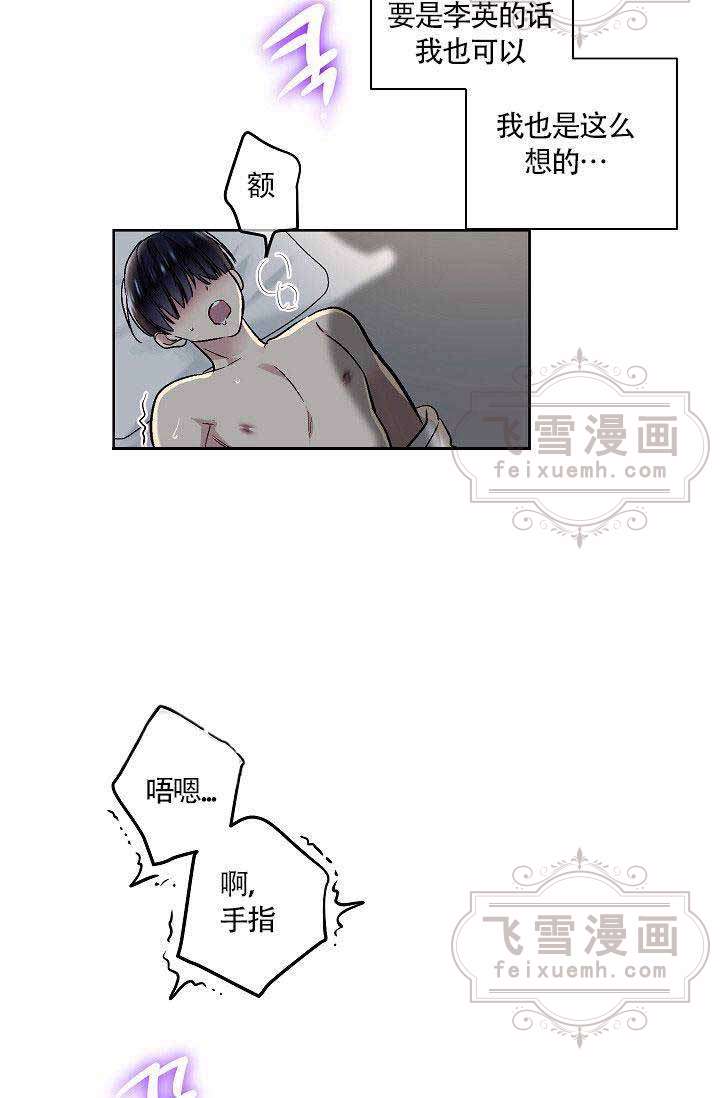 要是李英的话
我也可以
我也是这么
想的…
额
飞雪漫画
feixuemh.com
唔嗯...
啊,
手指
飞雪漫画
feixuemh.com